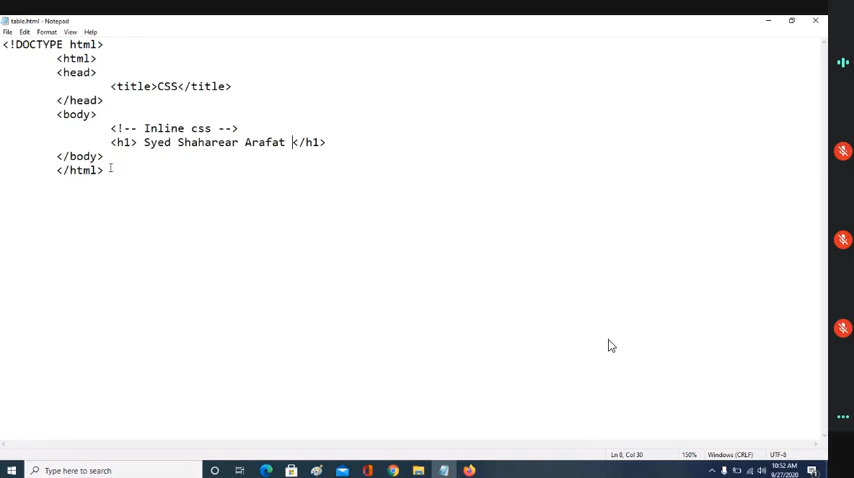 table.html - Notepad
File Edit Format View Help
<!DOCTYPE html>
<html>
<head>
<title>CSS</title>
</head>
<body>
<!-- Inline css -->
<h1> Syed Shaharear Arafat </h1>
</body>
</html>
Ln 8, Col 30 150% Windows (CRLF) UTF-8
Type here to search
10:52 AM
9/27/2020